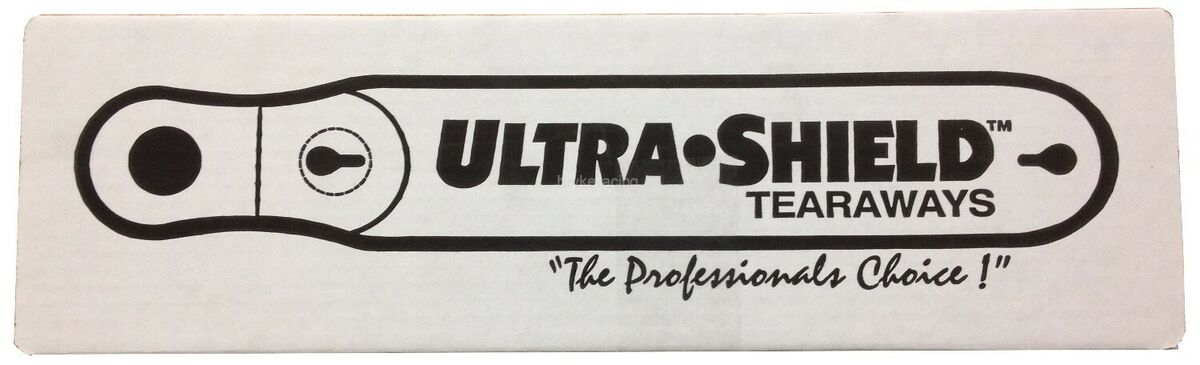 ULTRA•SHIELD™
TEARAWAYS
"The Professionals Choice!"